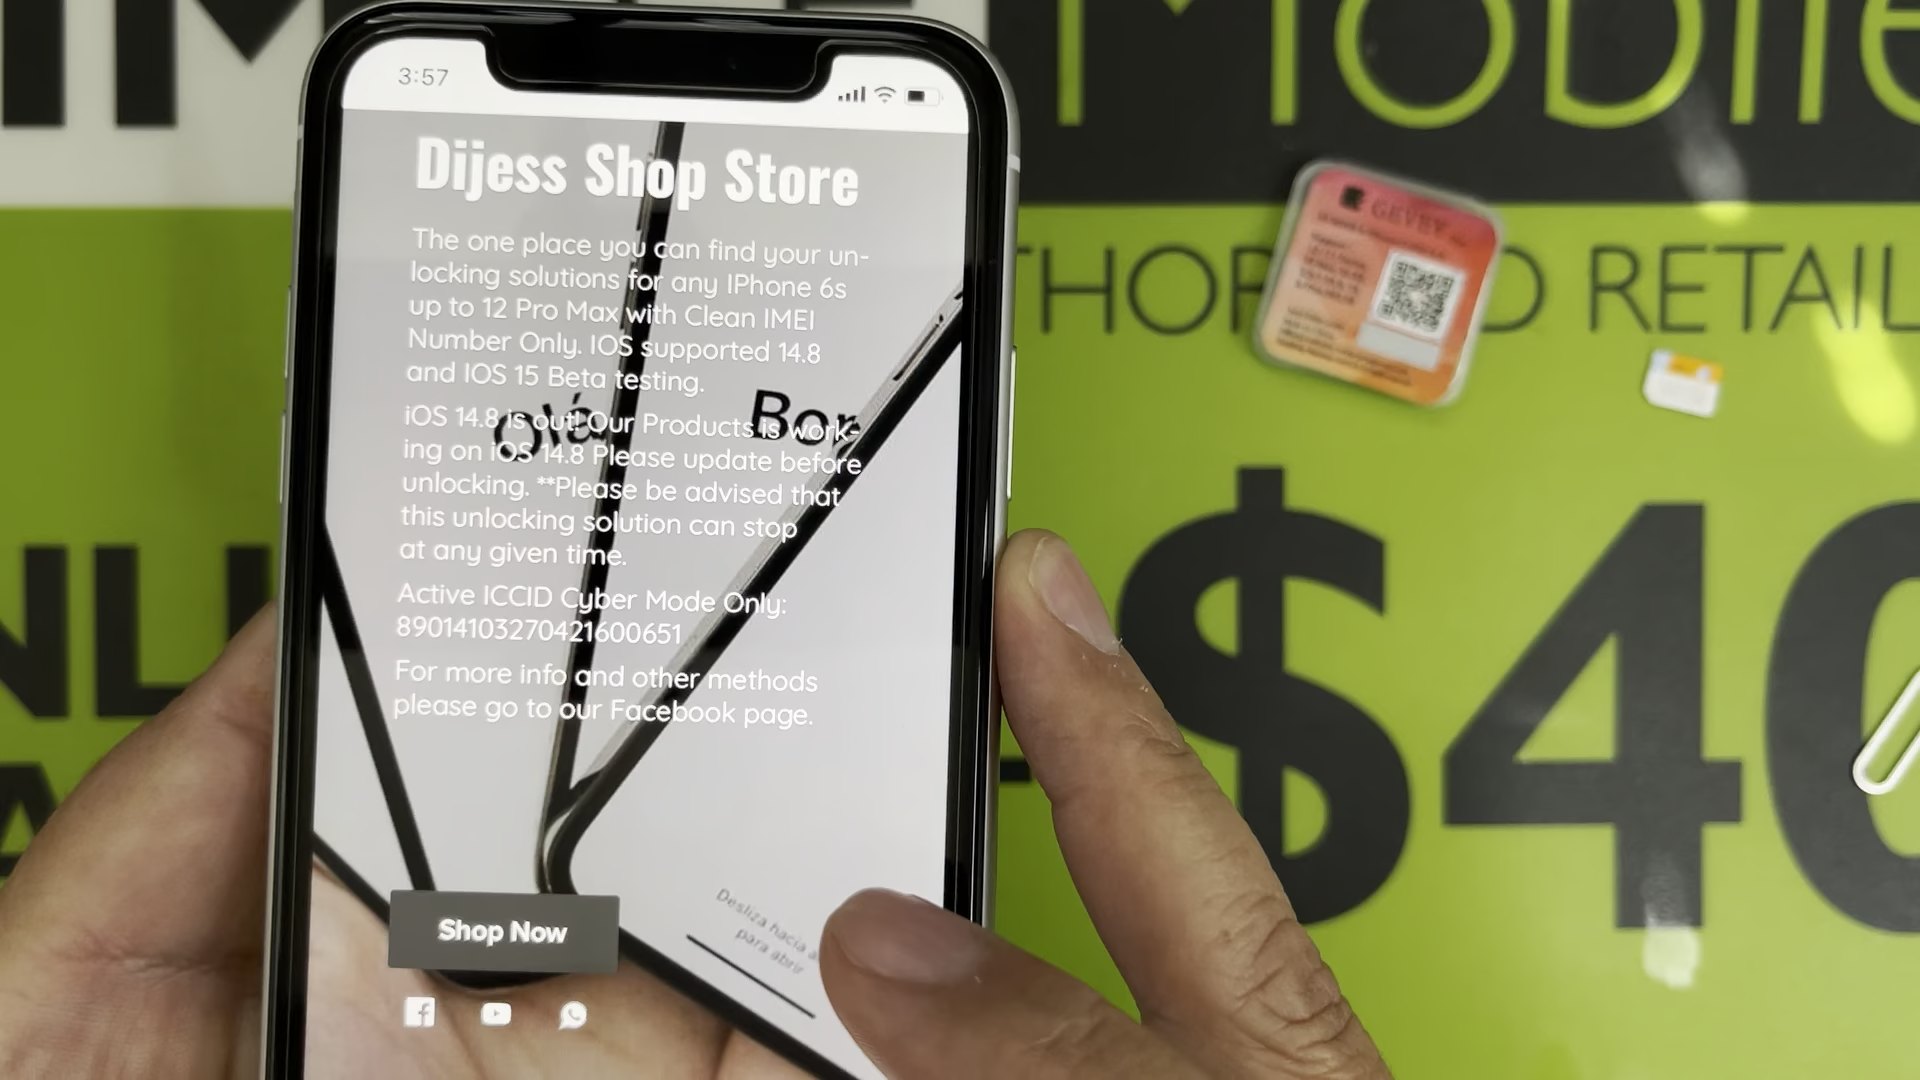 3:57
Dijess Shop Store
The one place you can find your un-
locking solutions for any IPhone 6s
up to 12 Pro Max with Clean IMEI
Number Only. IOS supported 14.8
and IOS 15 Beta testing.
iOS 14.8 is out! Our Products is work-
ing on iOS 14.8 Please update before
unlocking. **Please be advised that
this unlocking solution can stop
at any given time.
Active ICCID Cyber Mode Only:
89014103270421600651
For more info and other methods
please go to our Facebook page.
Olá
Bon
Desliza hacia
para abrir
Shop Now
Mobile
GEVEY
RETAIL
$40